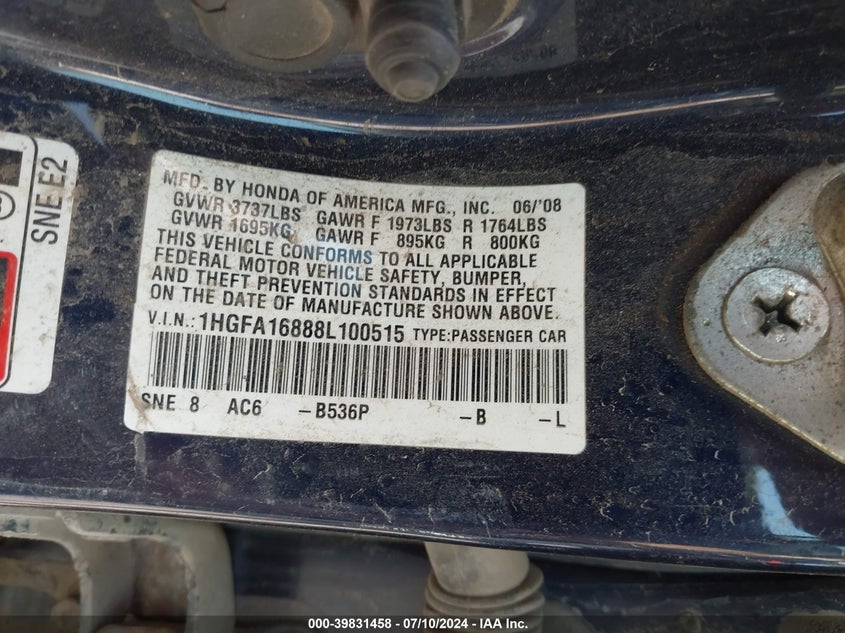 MFD. BY HONDA OF AMERICA MFG., INC. 06/'08
GVWR 3737LBS GAWR F 1973LBS R 1764LBS
GVWR 1695KG GAWR F 895KG R 800KG
THIS VEHICLE CONFORMS TO ALL APPLICABLE
FEDERAL MOTOR VEHICLE SAFETY, BUMPER,
AND THEFT PREVENTION STANDARDS IN EFFECT
ON THE DATE OF MANUFACTURE SHOWN ABOVE.
V.I.N.: 1HGFA16888L100515 TYPE:PASSENGER CAR
SNE 8 AC6 -B536P -B -L
SNE E2
000-39831458 - 07/10/2024 - IAA Inc.